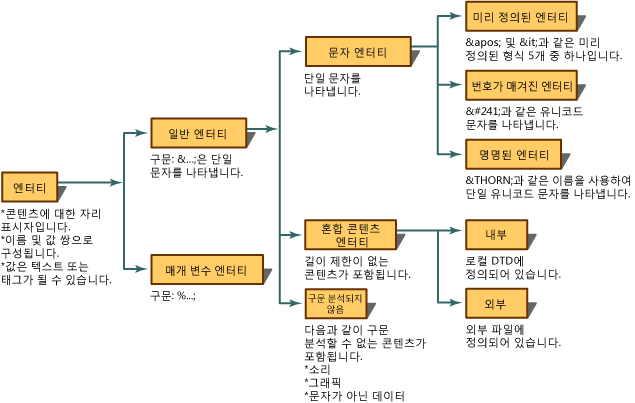 엔터티
*콘텐츠에 대한 자리
표시자입니다.
*이름 및 값 쌍으로
구성됩니다.
*값은 텍스트 또는
태그가 될 수 있습니다.
일반 엔터티
구문: &...;은 단일
문자를 나타냅니다.
매개 변수 엔터티
구문: %...;
문자 엔터티
단일 문자를
나타냅니다.
혼합 콘텐츠
엔터티
길이 제한이 없는
콘텐츠가 포함됩니다.
구문 분석되지
않음
다음과 같이 구문
분석할 수 없는 콘텐츠가
포함됩니다.
*소리
*그래픽
*문자가 아닌 데이터
미리 정의된 엔터티
&apos; 및 &it;과 같은 미리
정의된 형식 5개 중 하나입니다.
번호가 매겨진 엔터티
&#241;과 같은 유니코드
문자를 나타냅니다.
명명된 엔터티
&THORN;과 같은 이름을 사용하여
단일 유니코드 문자를 나타냅니다.
내부
로컬 DTD에
정의되어 있습니다.
외부
외부 파일에
정의되어 있습니다.